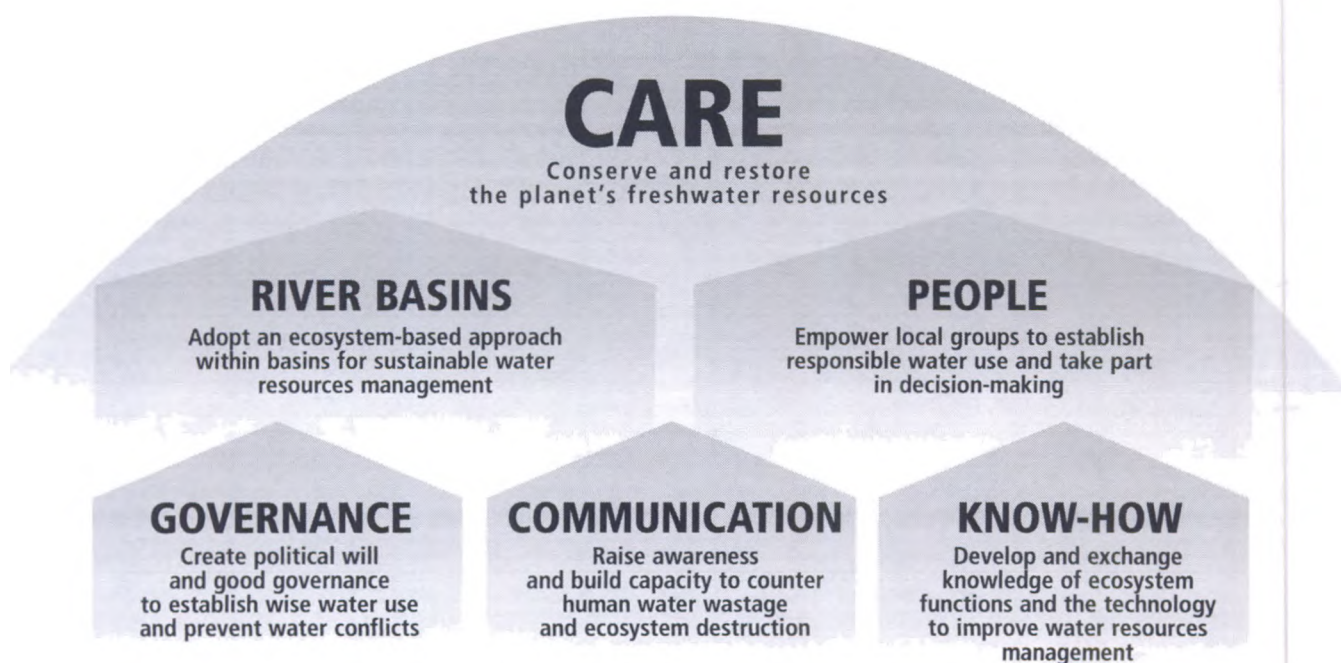 CARE
Conserve and restore
the planet's freshwater resources
RIVER BASINS
Adopt an ecosystem-based approach
within basins for sustainable water
resources management
PEOPLE
Empower local groups to establish
responsible water use and take part
in decision-making
GOVERNANCE
Create political will
and good governance
to establish wise water use
and prevent water conflicts
COMMUNICATION
Raise awareness
and build capacity to counter
human water wastage
and ecosystem destruction
KNOW-HOW
Develop and exchange
knowledge of ecosystem
functions and the technology
to improve water resources
management